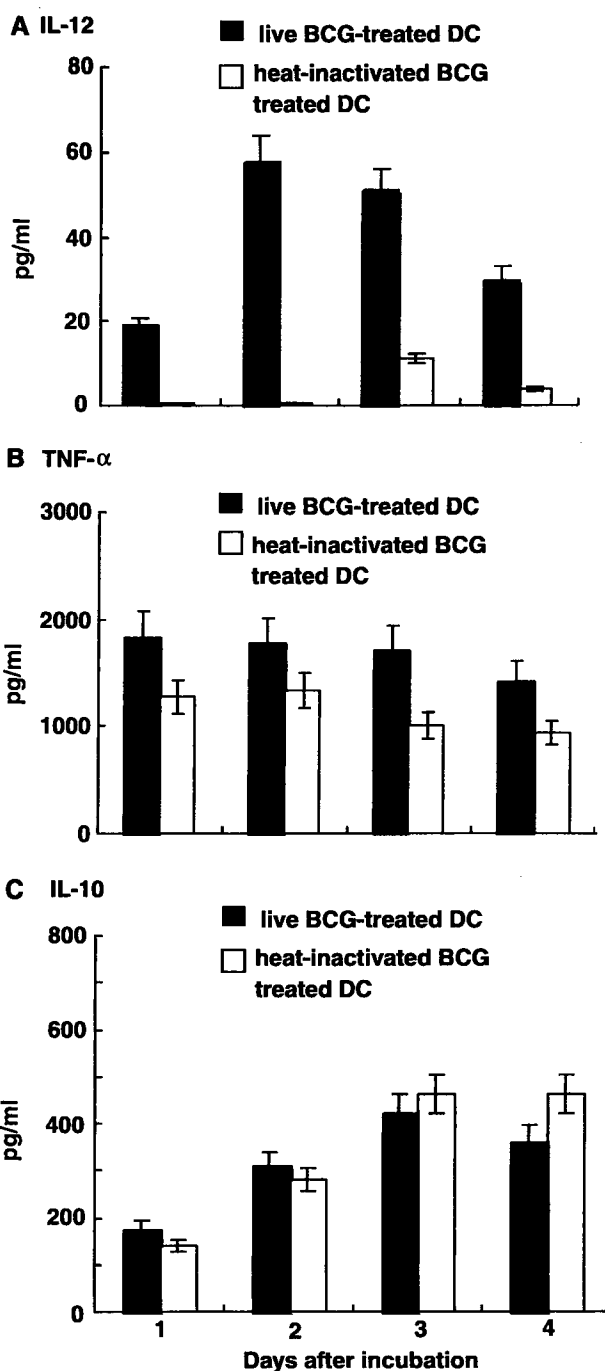 A IL-12
live BCG-treated DC
heat-inactivated BCG
treated DC
80
60
40
20
0
pg/ml
B TNF-α
live BCG-treated DC
heat-inactivated BCG
treated DC
3000
2000
1000
0
pg/ml
C IL-10
live BCG-treated DC
heat-inactivated BCG
treated DC
800
600
400
200
0
pg/ml
1 2 3 4
Days after incubation